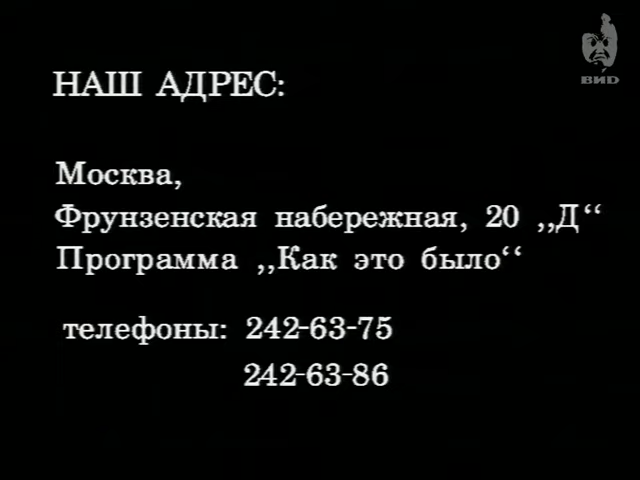 ВИD
НАШ АДРЕС:
Москва,
Фрунзенская набережная, 20 ,,Д“
Программа ,,Как это было“
телефоны: 242-63-75
242-63-86